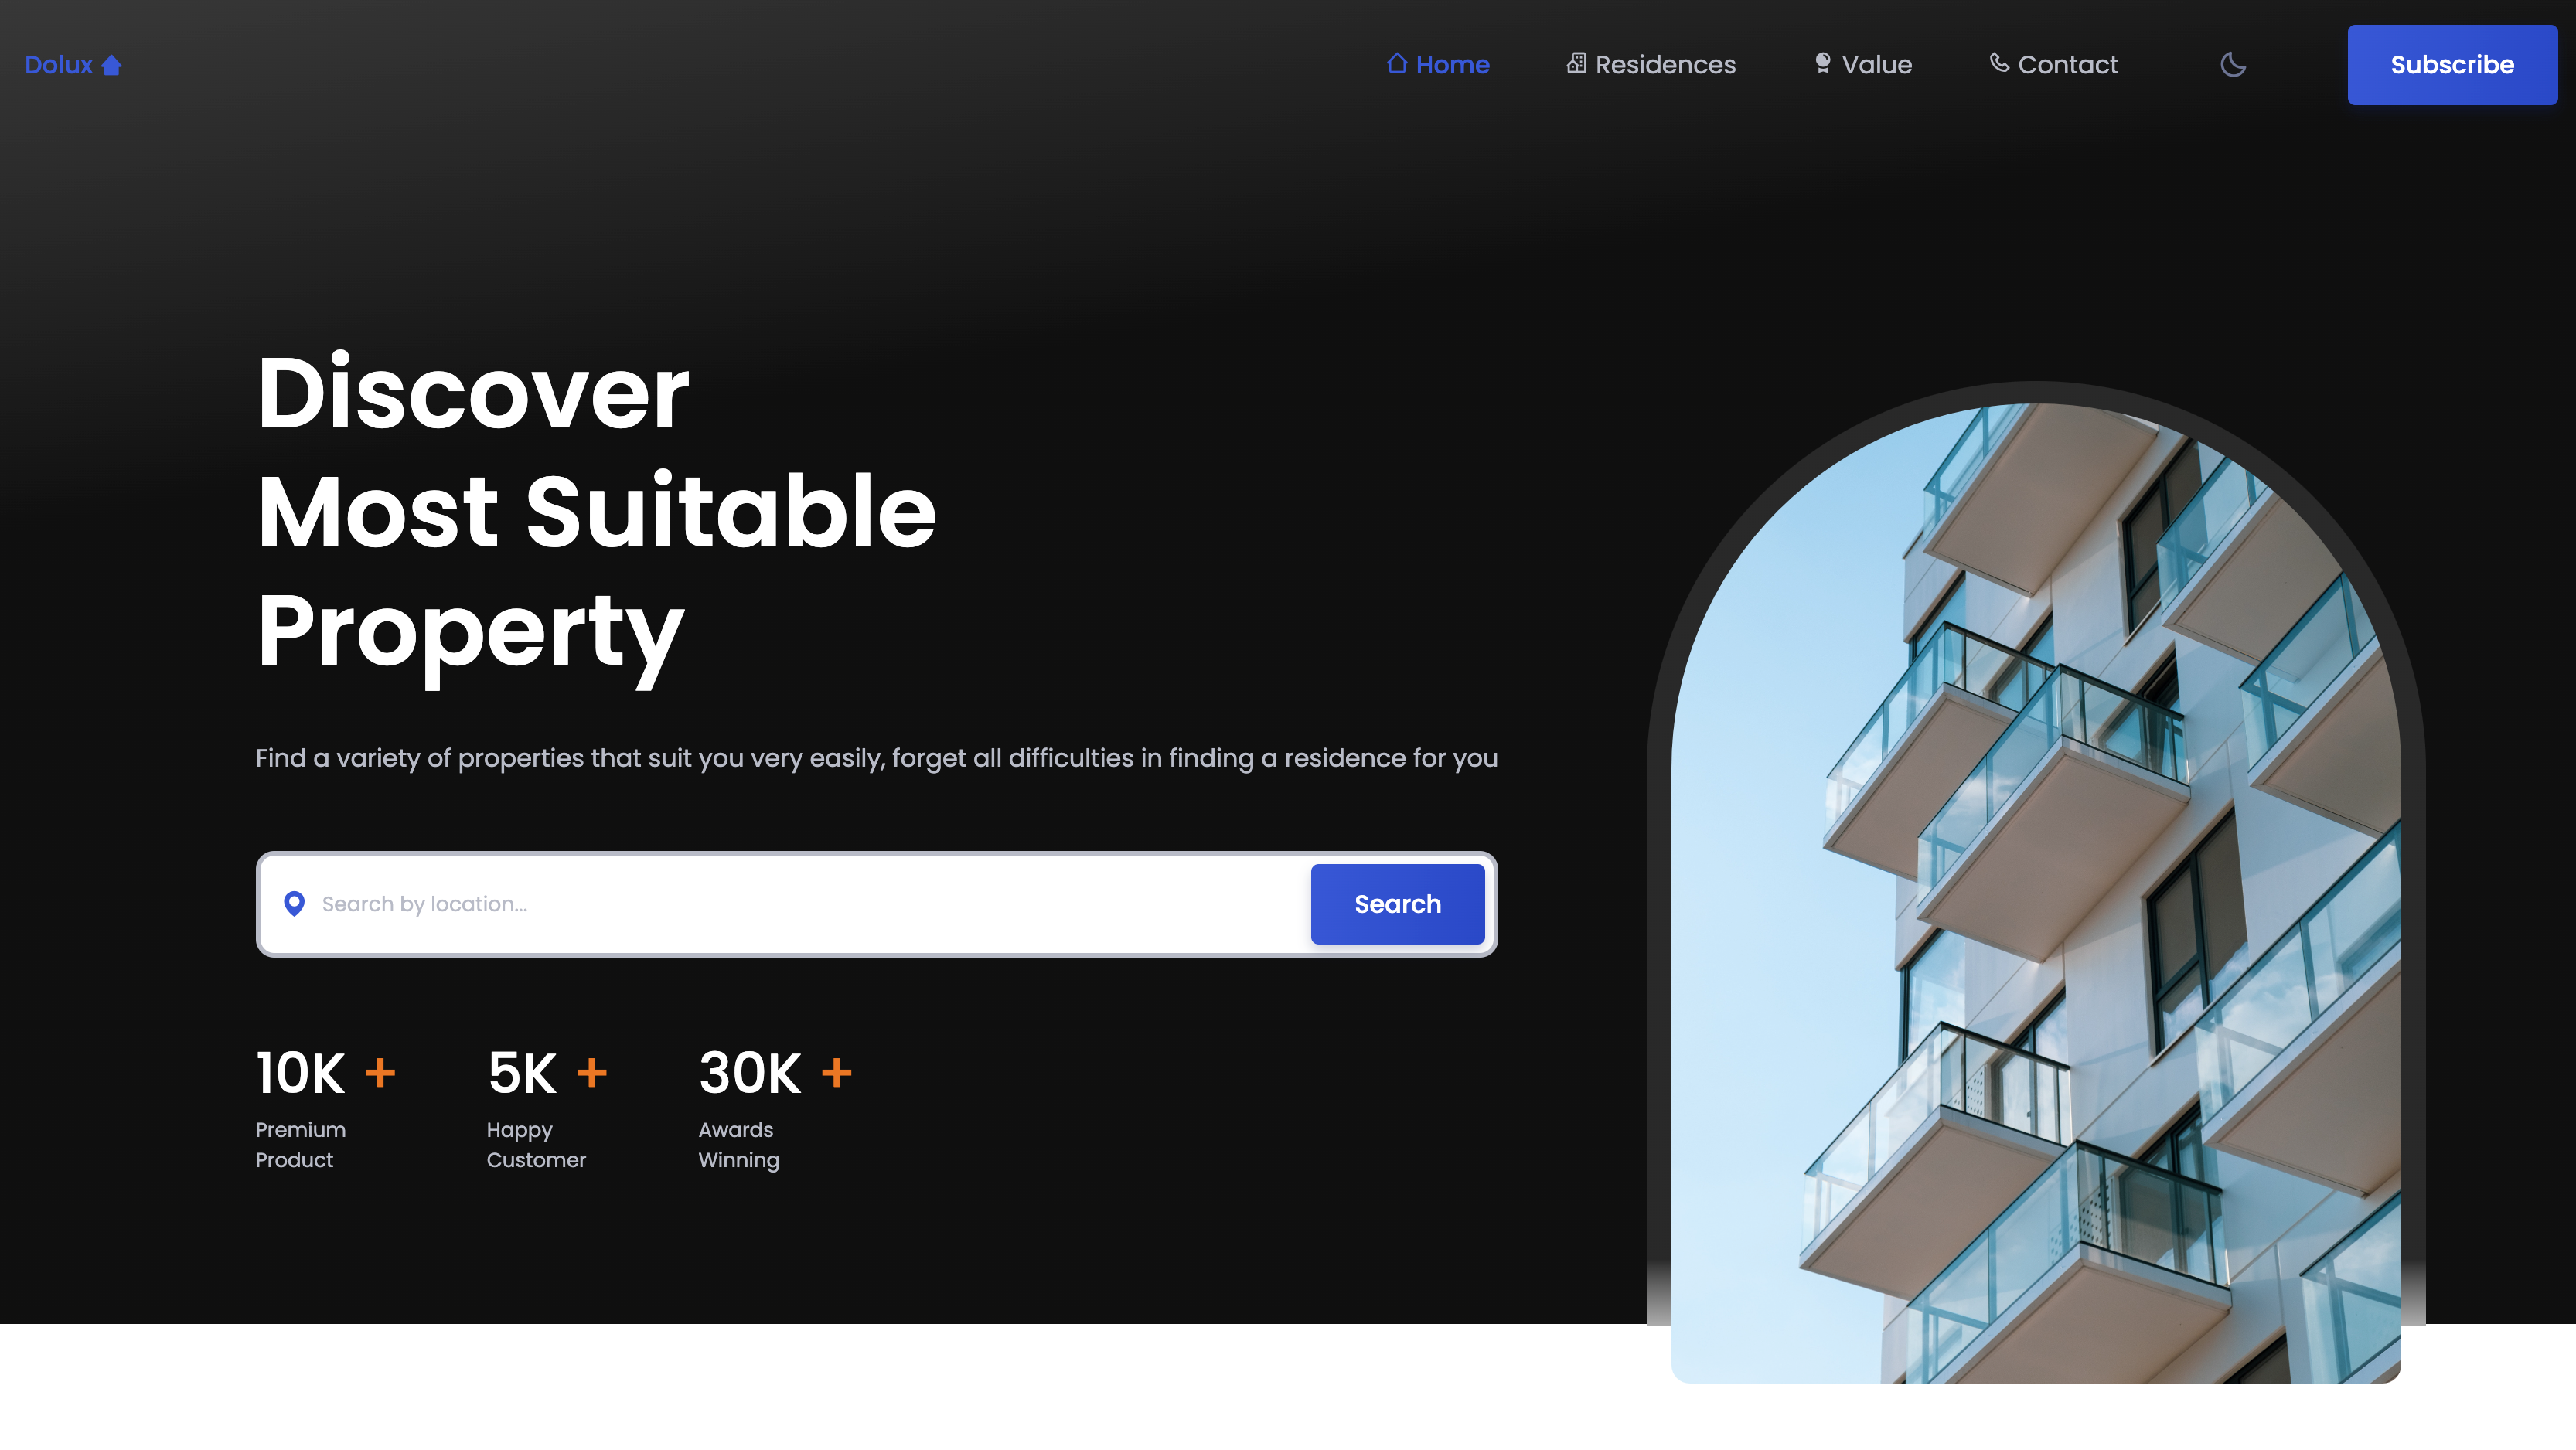 Dolux
Home
Residences
Value
Contact
Subscribe
Discover
Most Suitable
Property
Find a variety of properties that suit you very easily, forget all difficulties in finding a residence for you
Search by location...
Search
10K +
Premium
Product
5K +
Happy
Customer
30K +
Awards
Winning